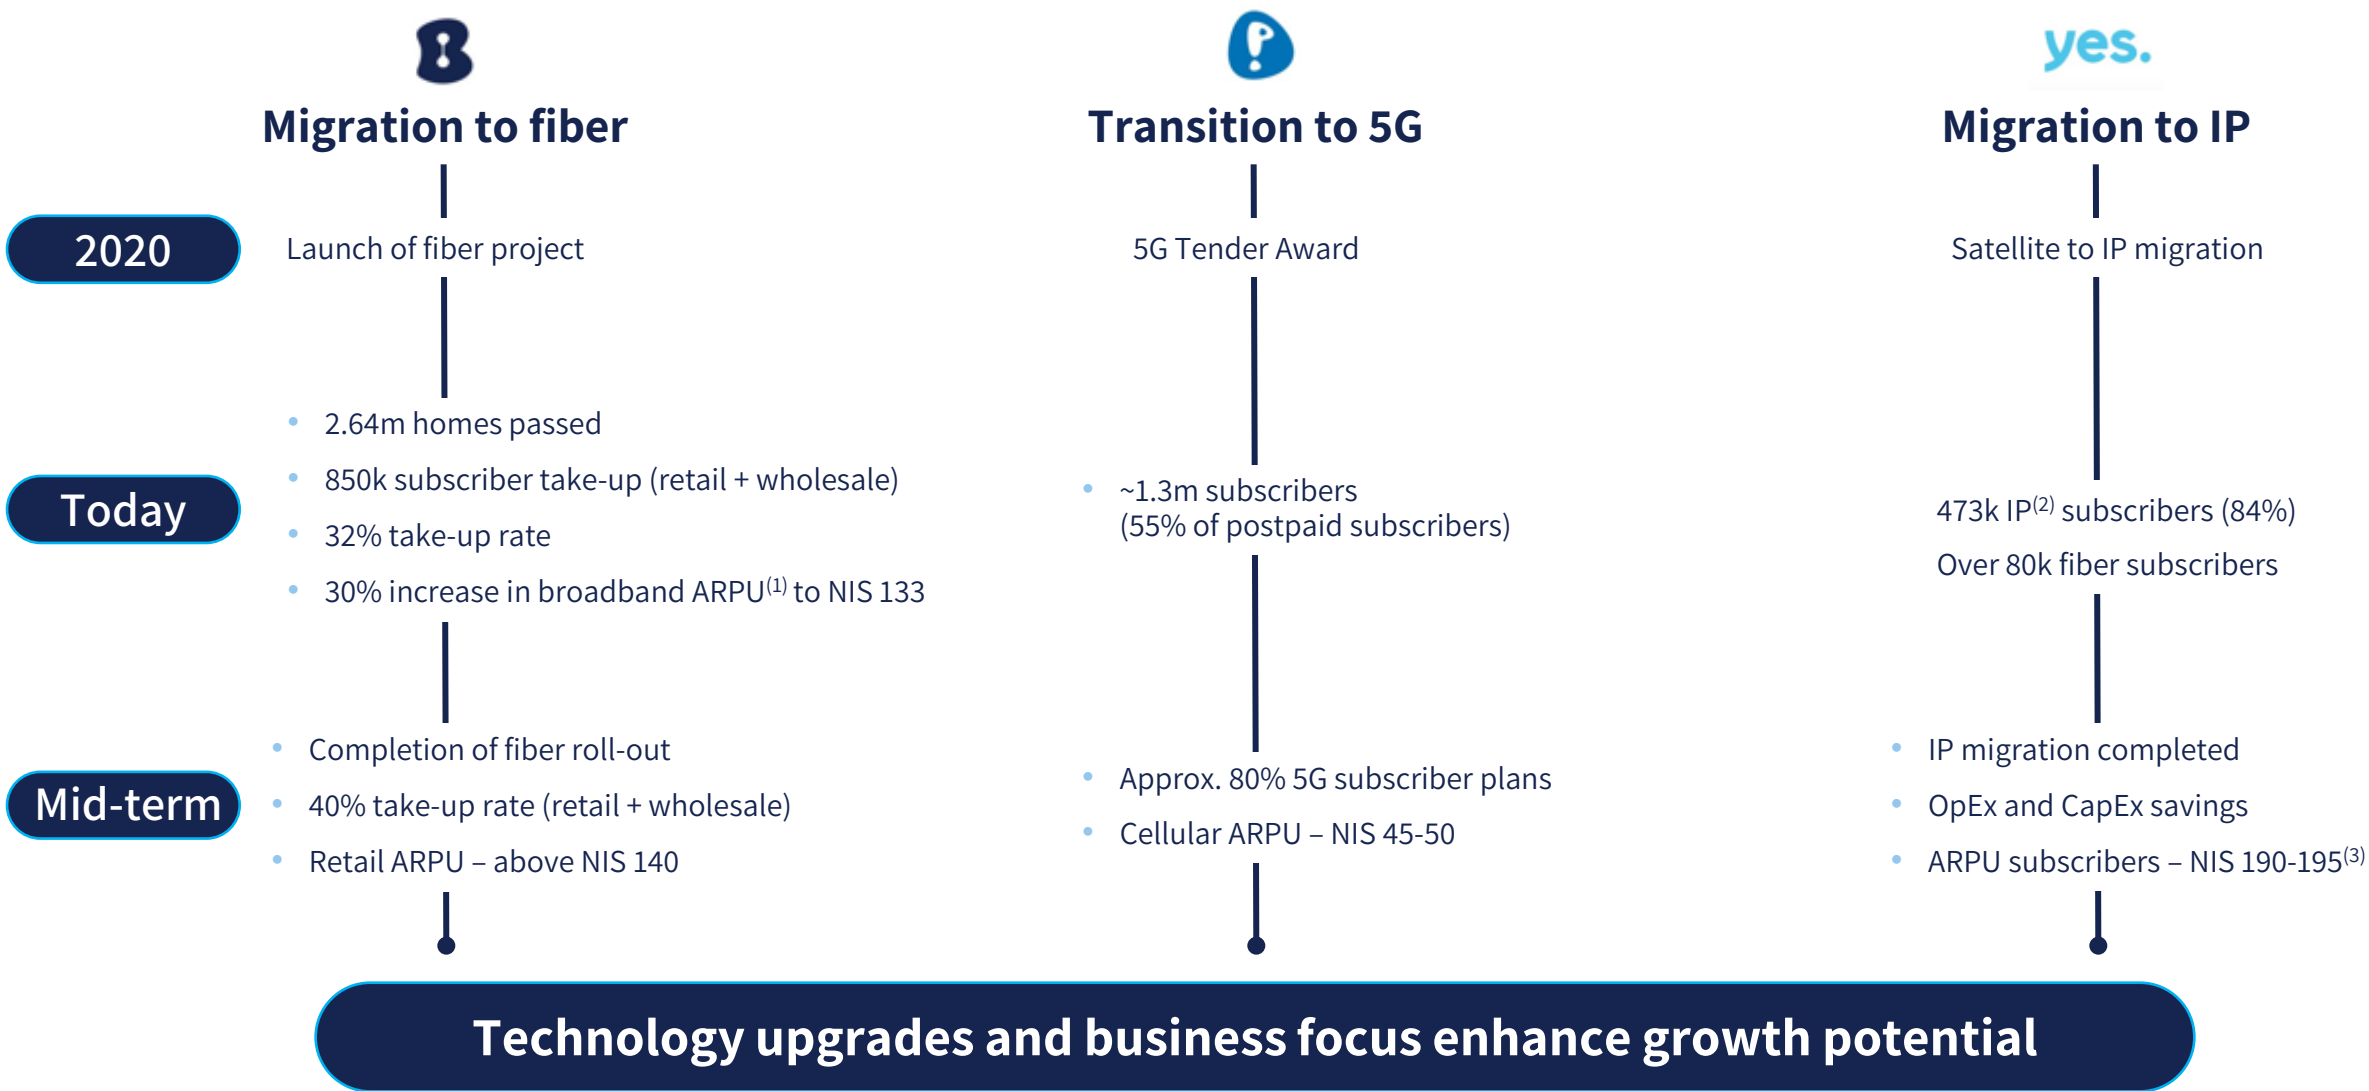 yes.
Migration to fiber
Transition to 5G
Migration to IP
2020
Launch of fiber project
5G Tender Award
Satellite to IP migration
Today
• 2.64m homes passed
• 850k subscriber take-up (retail + wholesale)
• 32% take-up rate
• 30% increase in broadband ARPU(1) to NIS 133
• ~1.3m subscribers
(55% of postpaid subscribers)
473k IP(2) subscribers (84%)
Over 80k fiber subscribers
Mid-term
• Completion of fiber roll-out
• 40% take-up rate (retail + wholesale)
• Retail ARPU – above NIS 140
• Approx. 80% 5G subscriber plans
• Cellular ARPU – NIS 45-50
• IP migration completed
• OpEx and CapEx savings
• ARPU subscribers – NIS 190-195(3)
Technology upgrades and business focus enhance growth potential